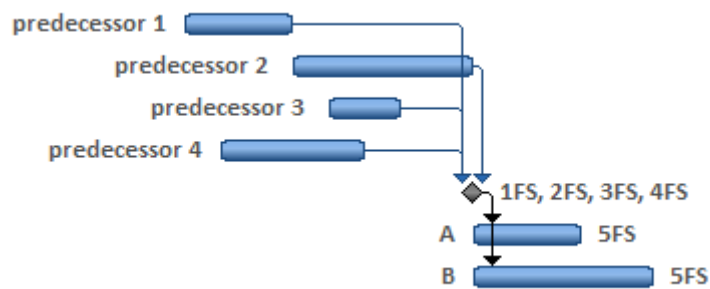 predecessor 1
predecessor 2
predecessor 3
predecessor 4
1FS, 2FS, 3FS, 4FS
A 5FS
B 5FS